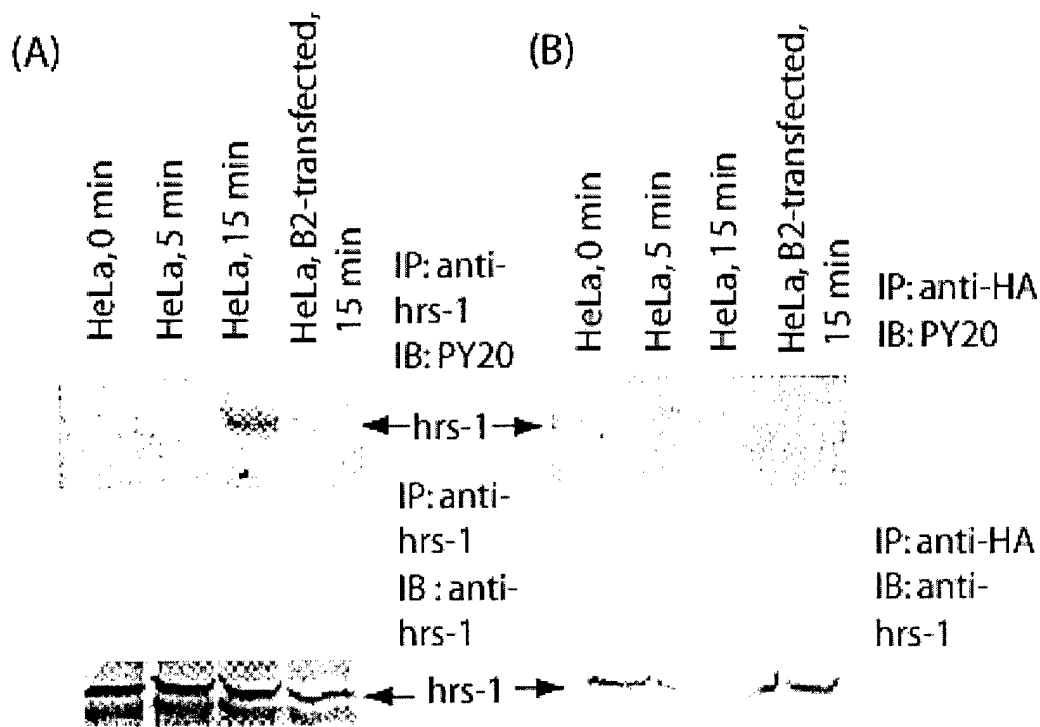 (A)
HeLa, 0 min
HeLa, 5 min
HeLa, 15 min
HeLa, B2-transfected,
15 min
IP: anti-
hrs-1
IB: PY20
(B)
HeLa, 0 min
HeLa, 5 min
HeLa, 15 min
HeLa, B2-transfected,
15 min
IP: anti-HA
IB: PY20
hrs-1
IP: anti-
hrs-1
IB : anti-
hrs-1
IP: anti-HA
IB: anti-
hrs-1
hrs-1